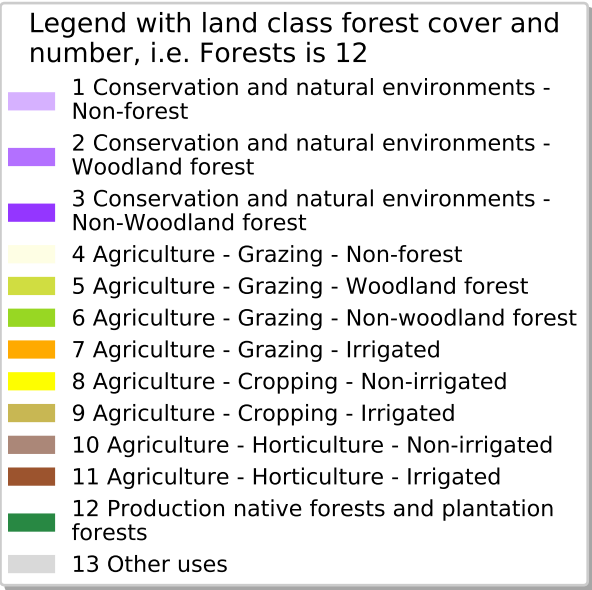 Legend with land class forest cover and
number, i.e. Forests is 12
1 Conservation and natural environments -
Non-forest
2 Conservation and natural environments -
Woodland forest
3 Conservation and natural environments -
Non-Woodland forest
4 Agriculture - Grazing - Non-forest
5 Agriculture - Grazing - Woodland forest
6 Agriculture - Grazing - Non-woodland forest
7 Agriculture - Grazing - Irrigated
8 Agriculture - Cropping - Non-irrigated
9 Agriculture - Cropping - Irrigated
10 Agriculture - Horticulture - Non-irrigated
11 Agriculture - Horticulture - Irrigated
12 Production native forests and plantation
forests
13 Other uses